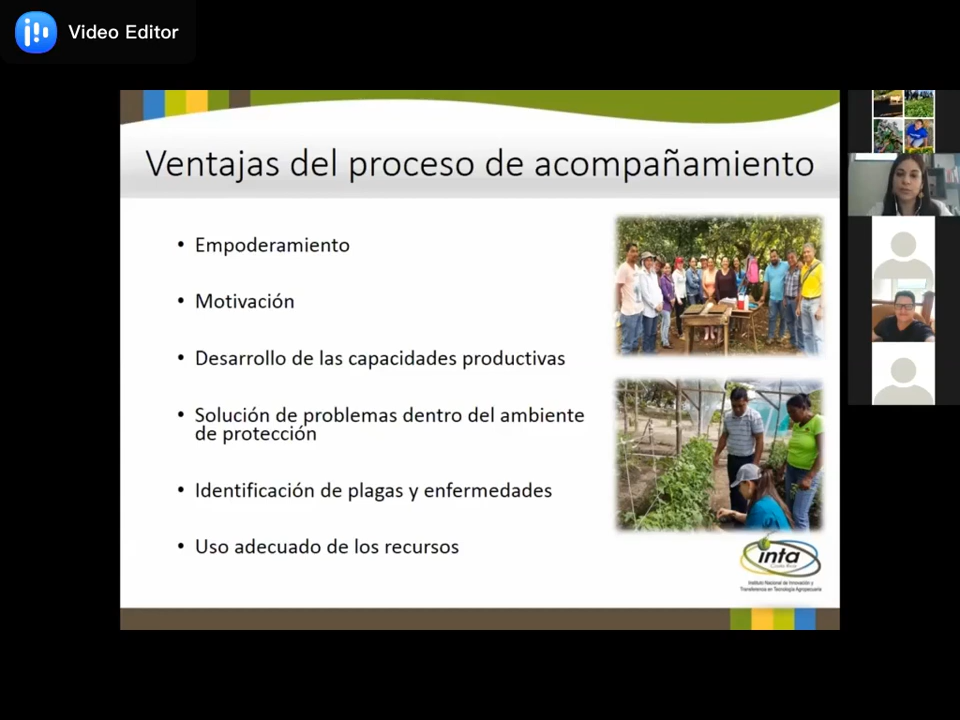 Video Editor
Ventajas del proceso de acompañamiento
• Empoderamiento
• Motivación
• Desarrollo de las capacidades productivas
• Solución de problemas dentro del ambiente
de protección
• Identificación de plagas y enfermedades
• Uso adecuado de los recursos
inta
Costa Rica
Instituto Nacional de Innovación y
Transferencia en Tecnología Agropecuaria